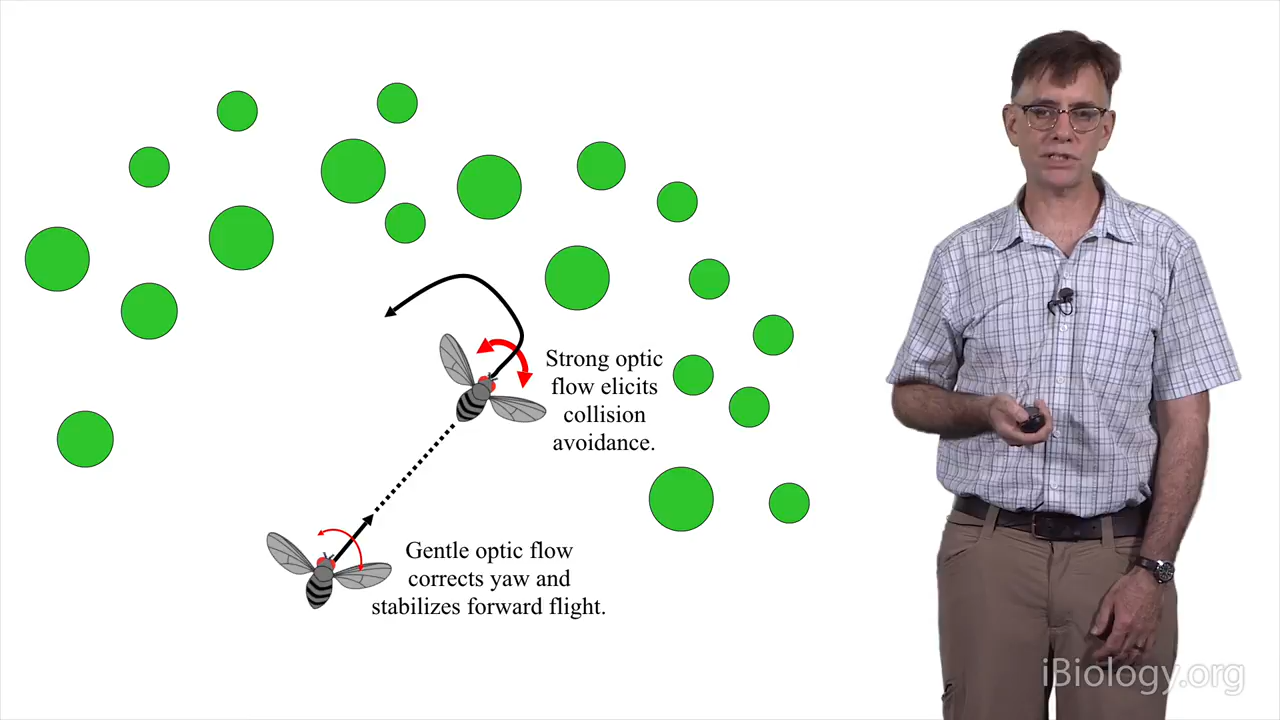 Strong optic
flow elicits
collision
avoidance.
Gentle optic flow
corrects yaw and
stabilizes forward flight.
iBiology.org